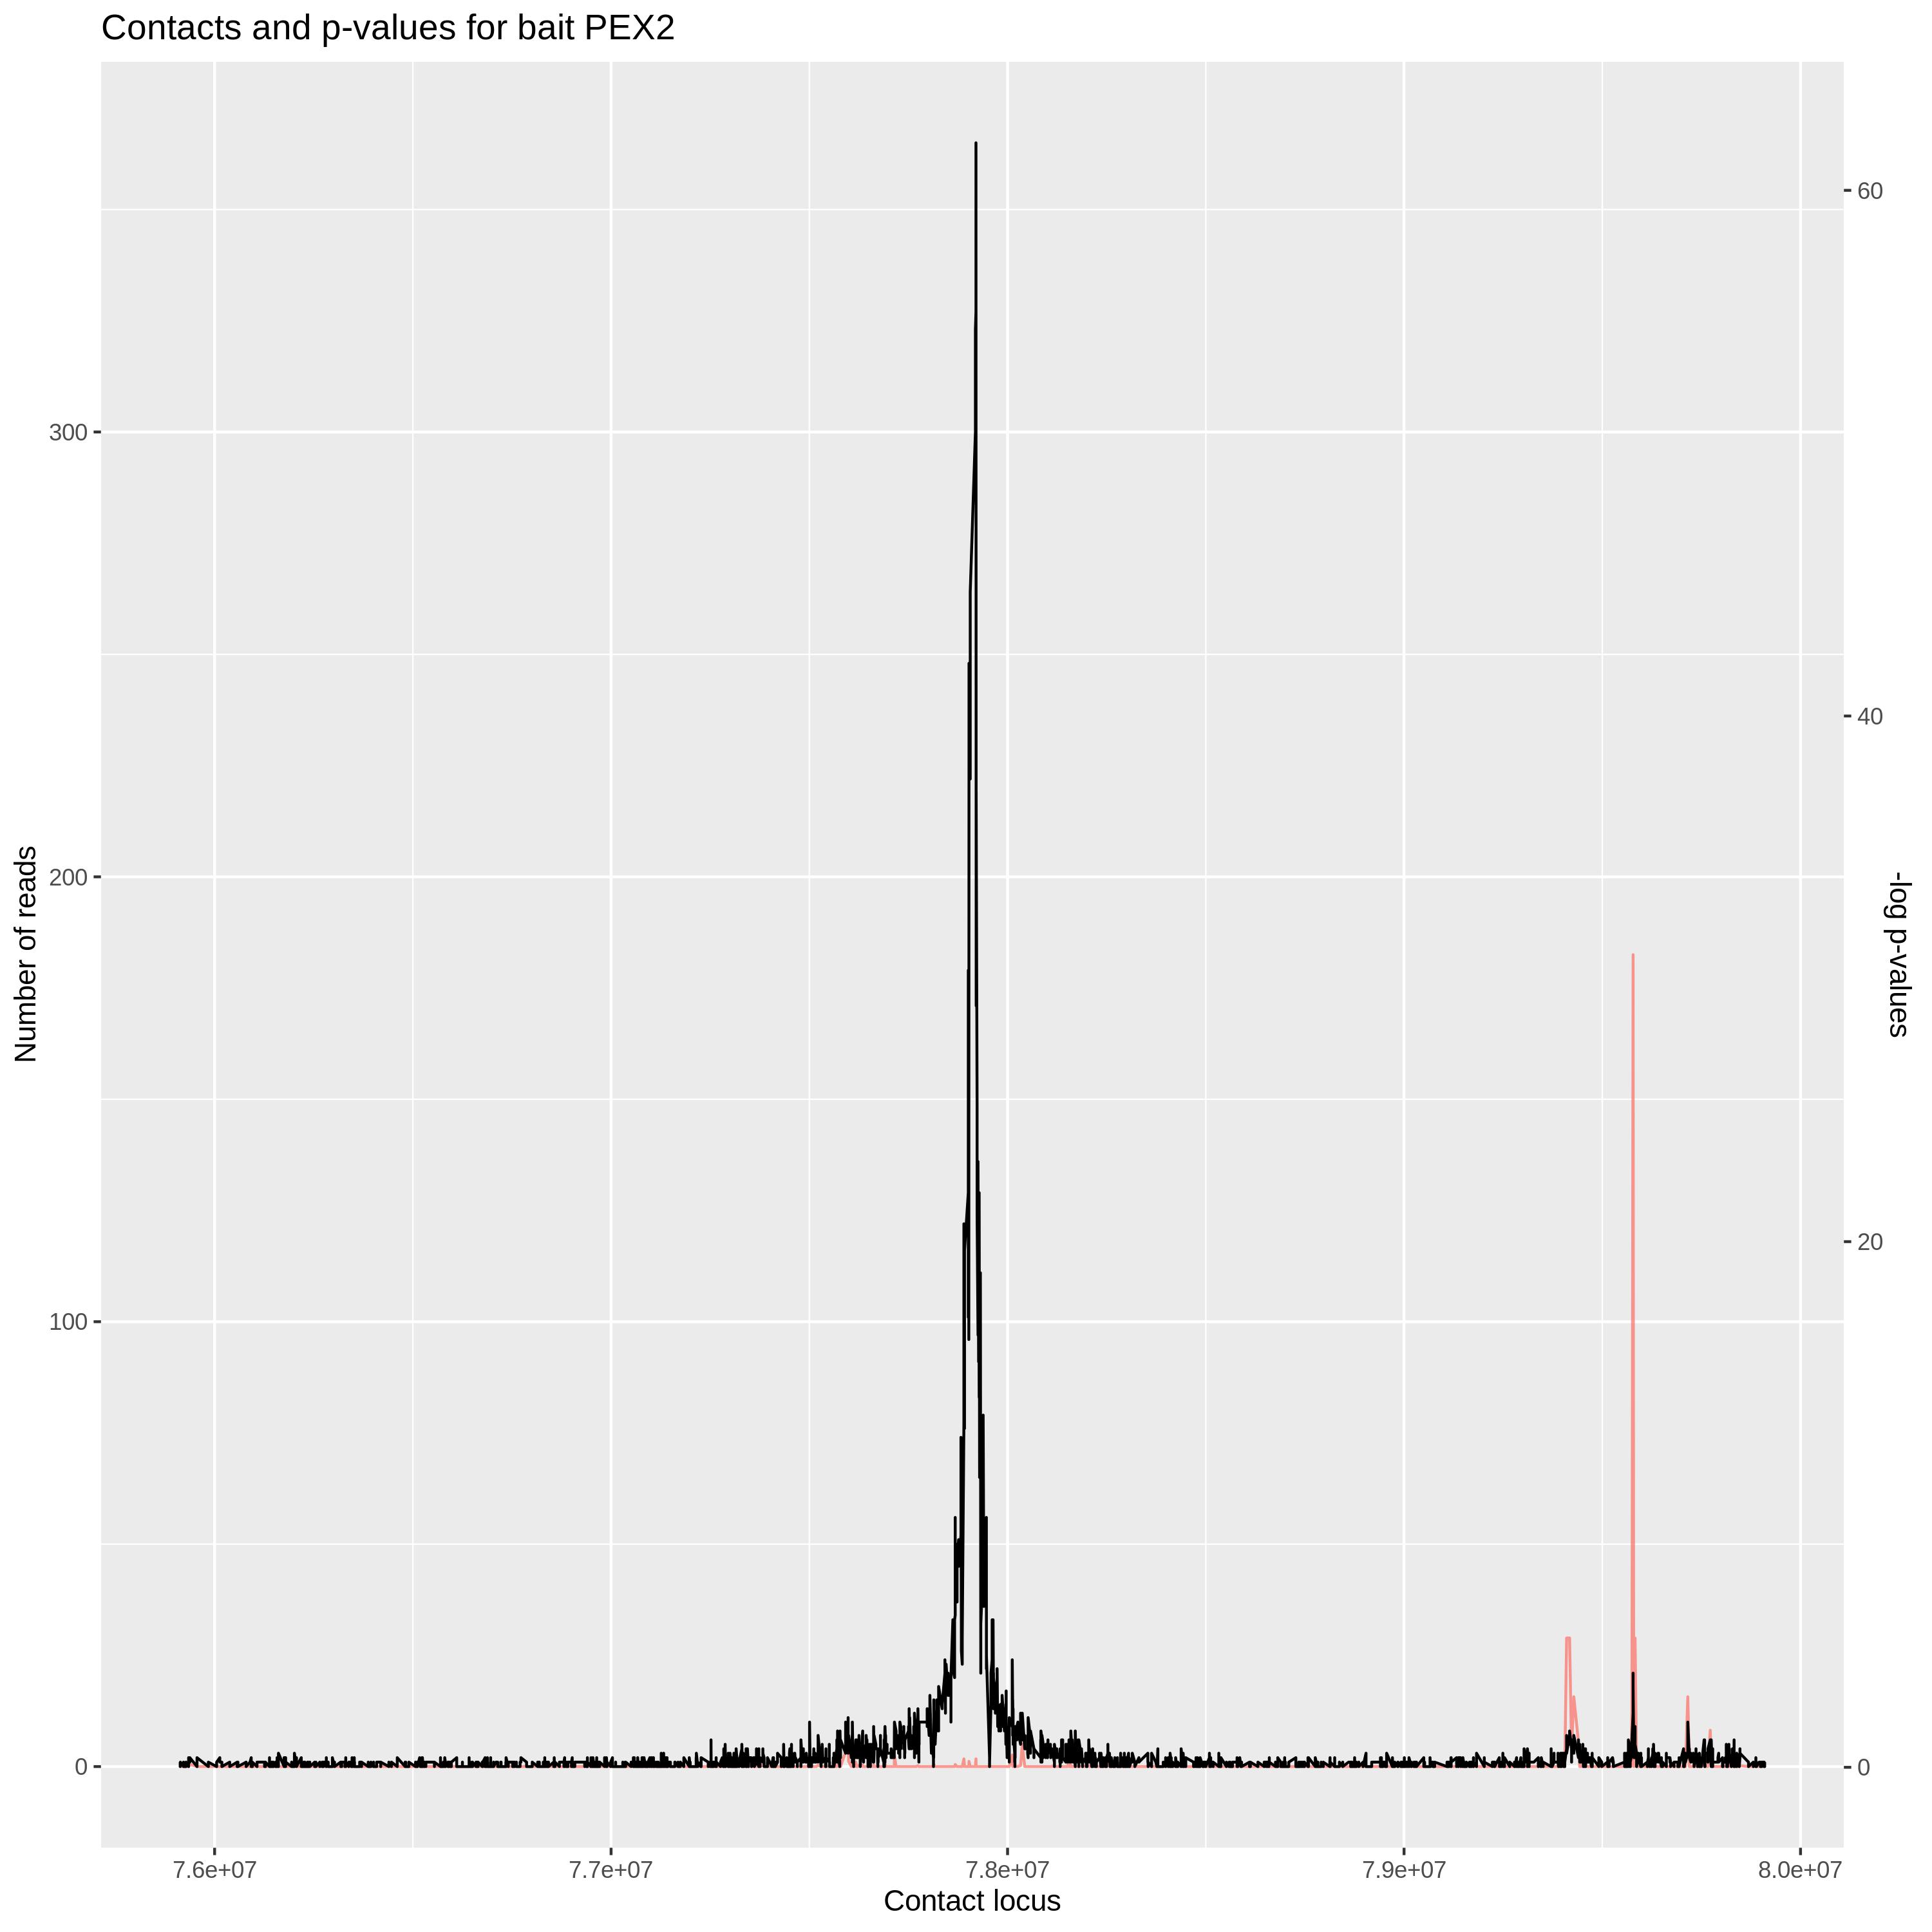 Contacts and p-values for bait PEX2
Number of reads
300
200
100
0
60
40
20
0
-log p-values
7.6e+07
7.7e+07
7.8e+07
7.9e+07
8.0e+07
Contact locus